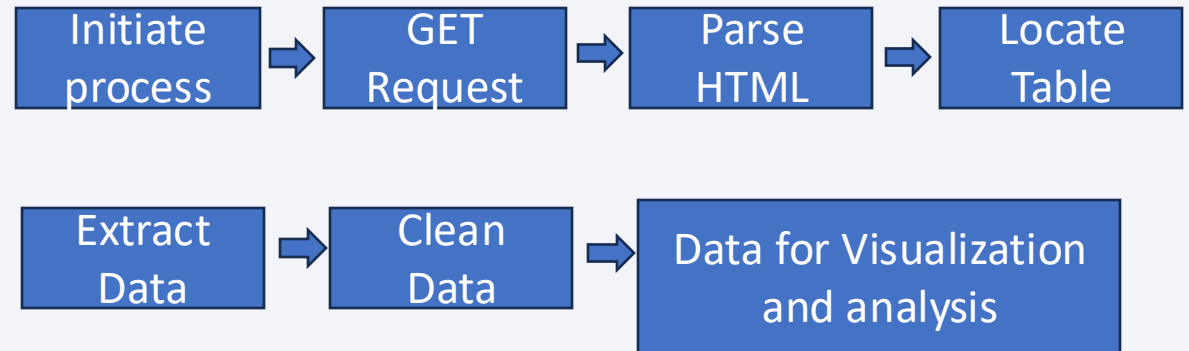 Initiate
process
GET
Request
Parse
HTML
Locate
Table
Extract
Data
Clean
Data
Data for Visualization
and analysis